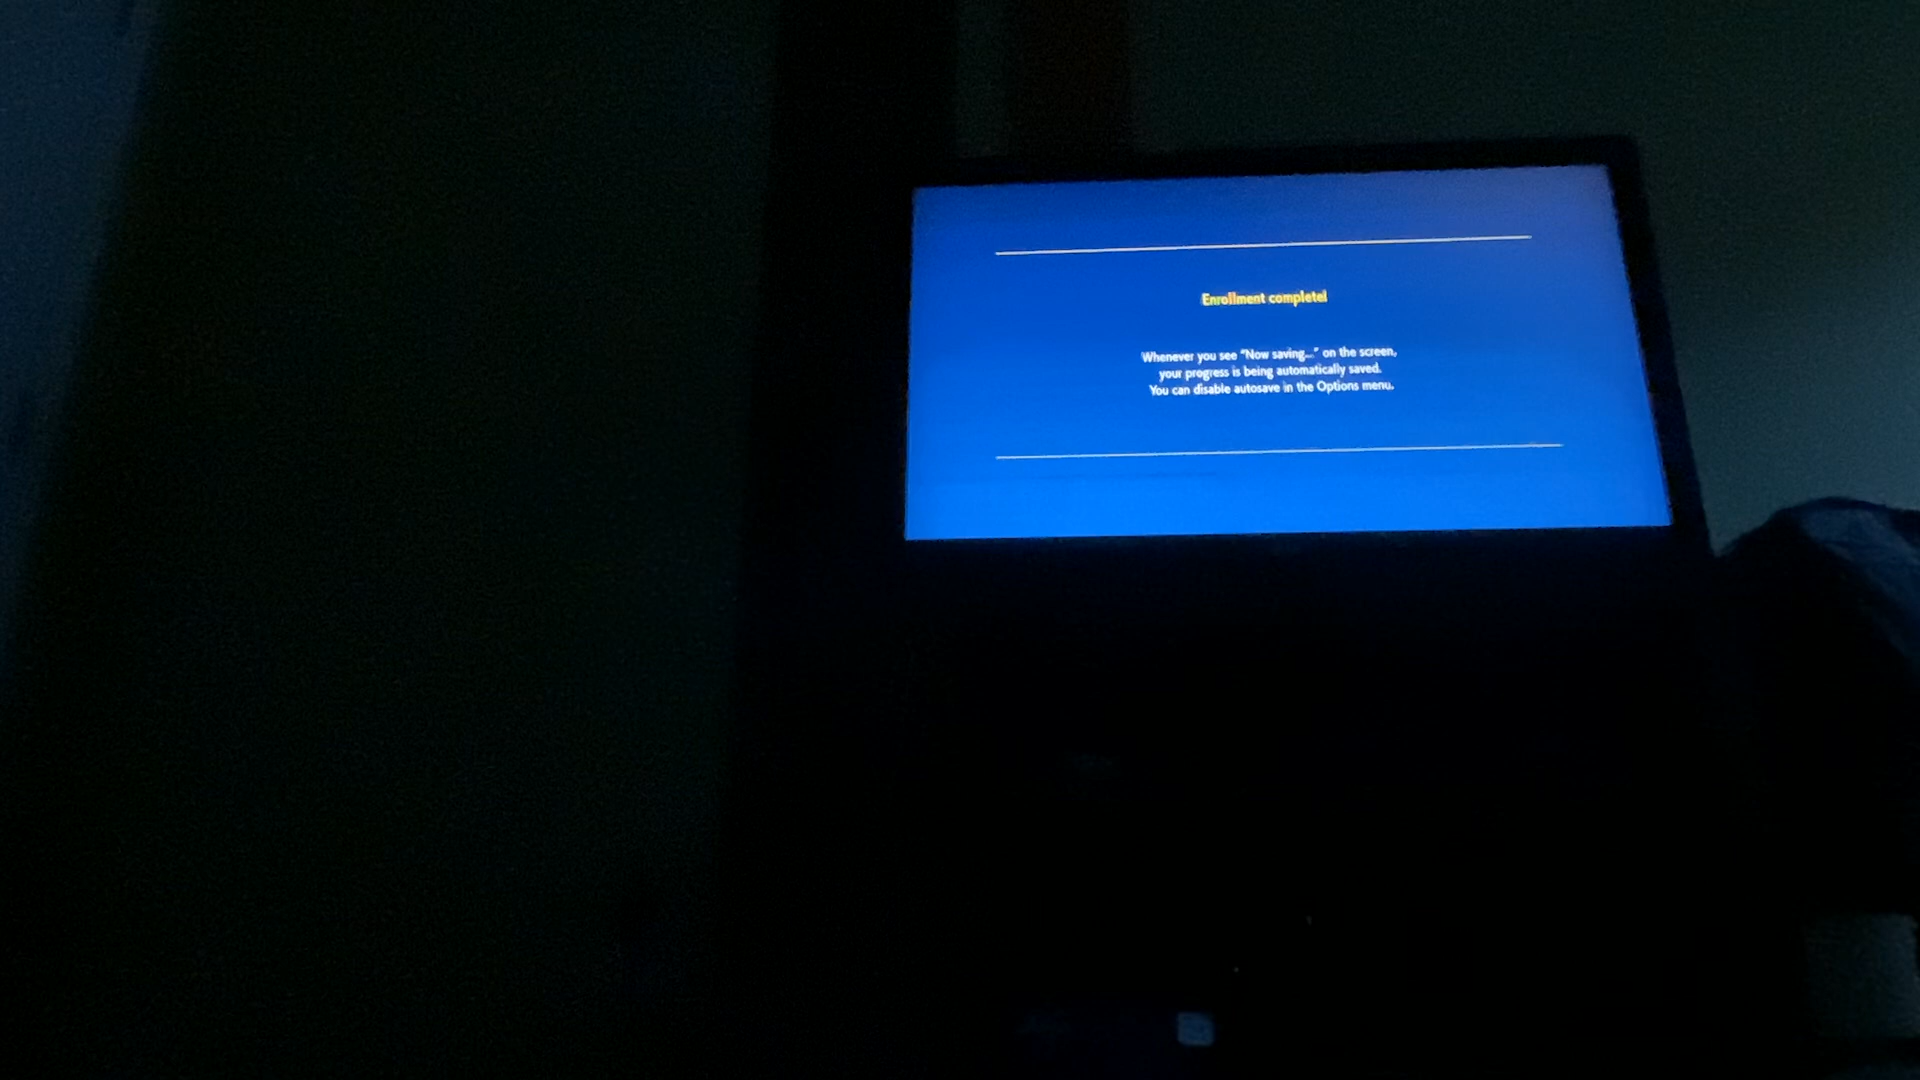 Enrollment complete!
Whenever you see "Now saving..." on the screen,
your progress is being automatically saved.
You can disable autosave in the Options menu.